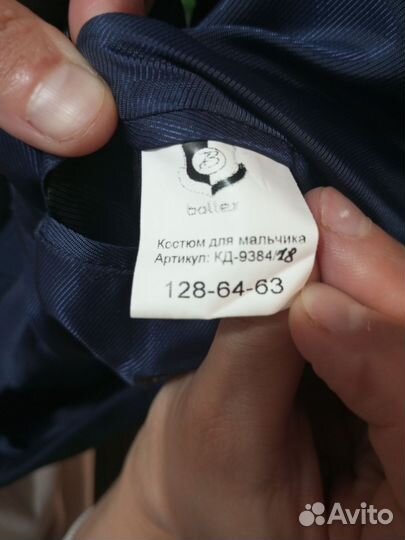 B
baller
Костюм для мальчика
Артикул: КД-9384/18
128-64-63
Avito